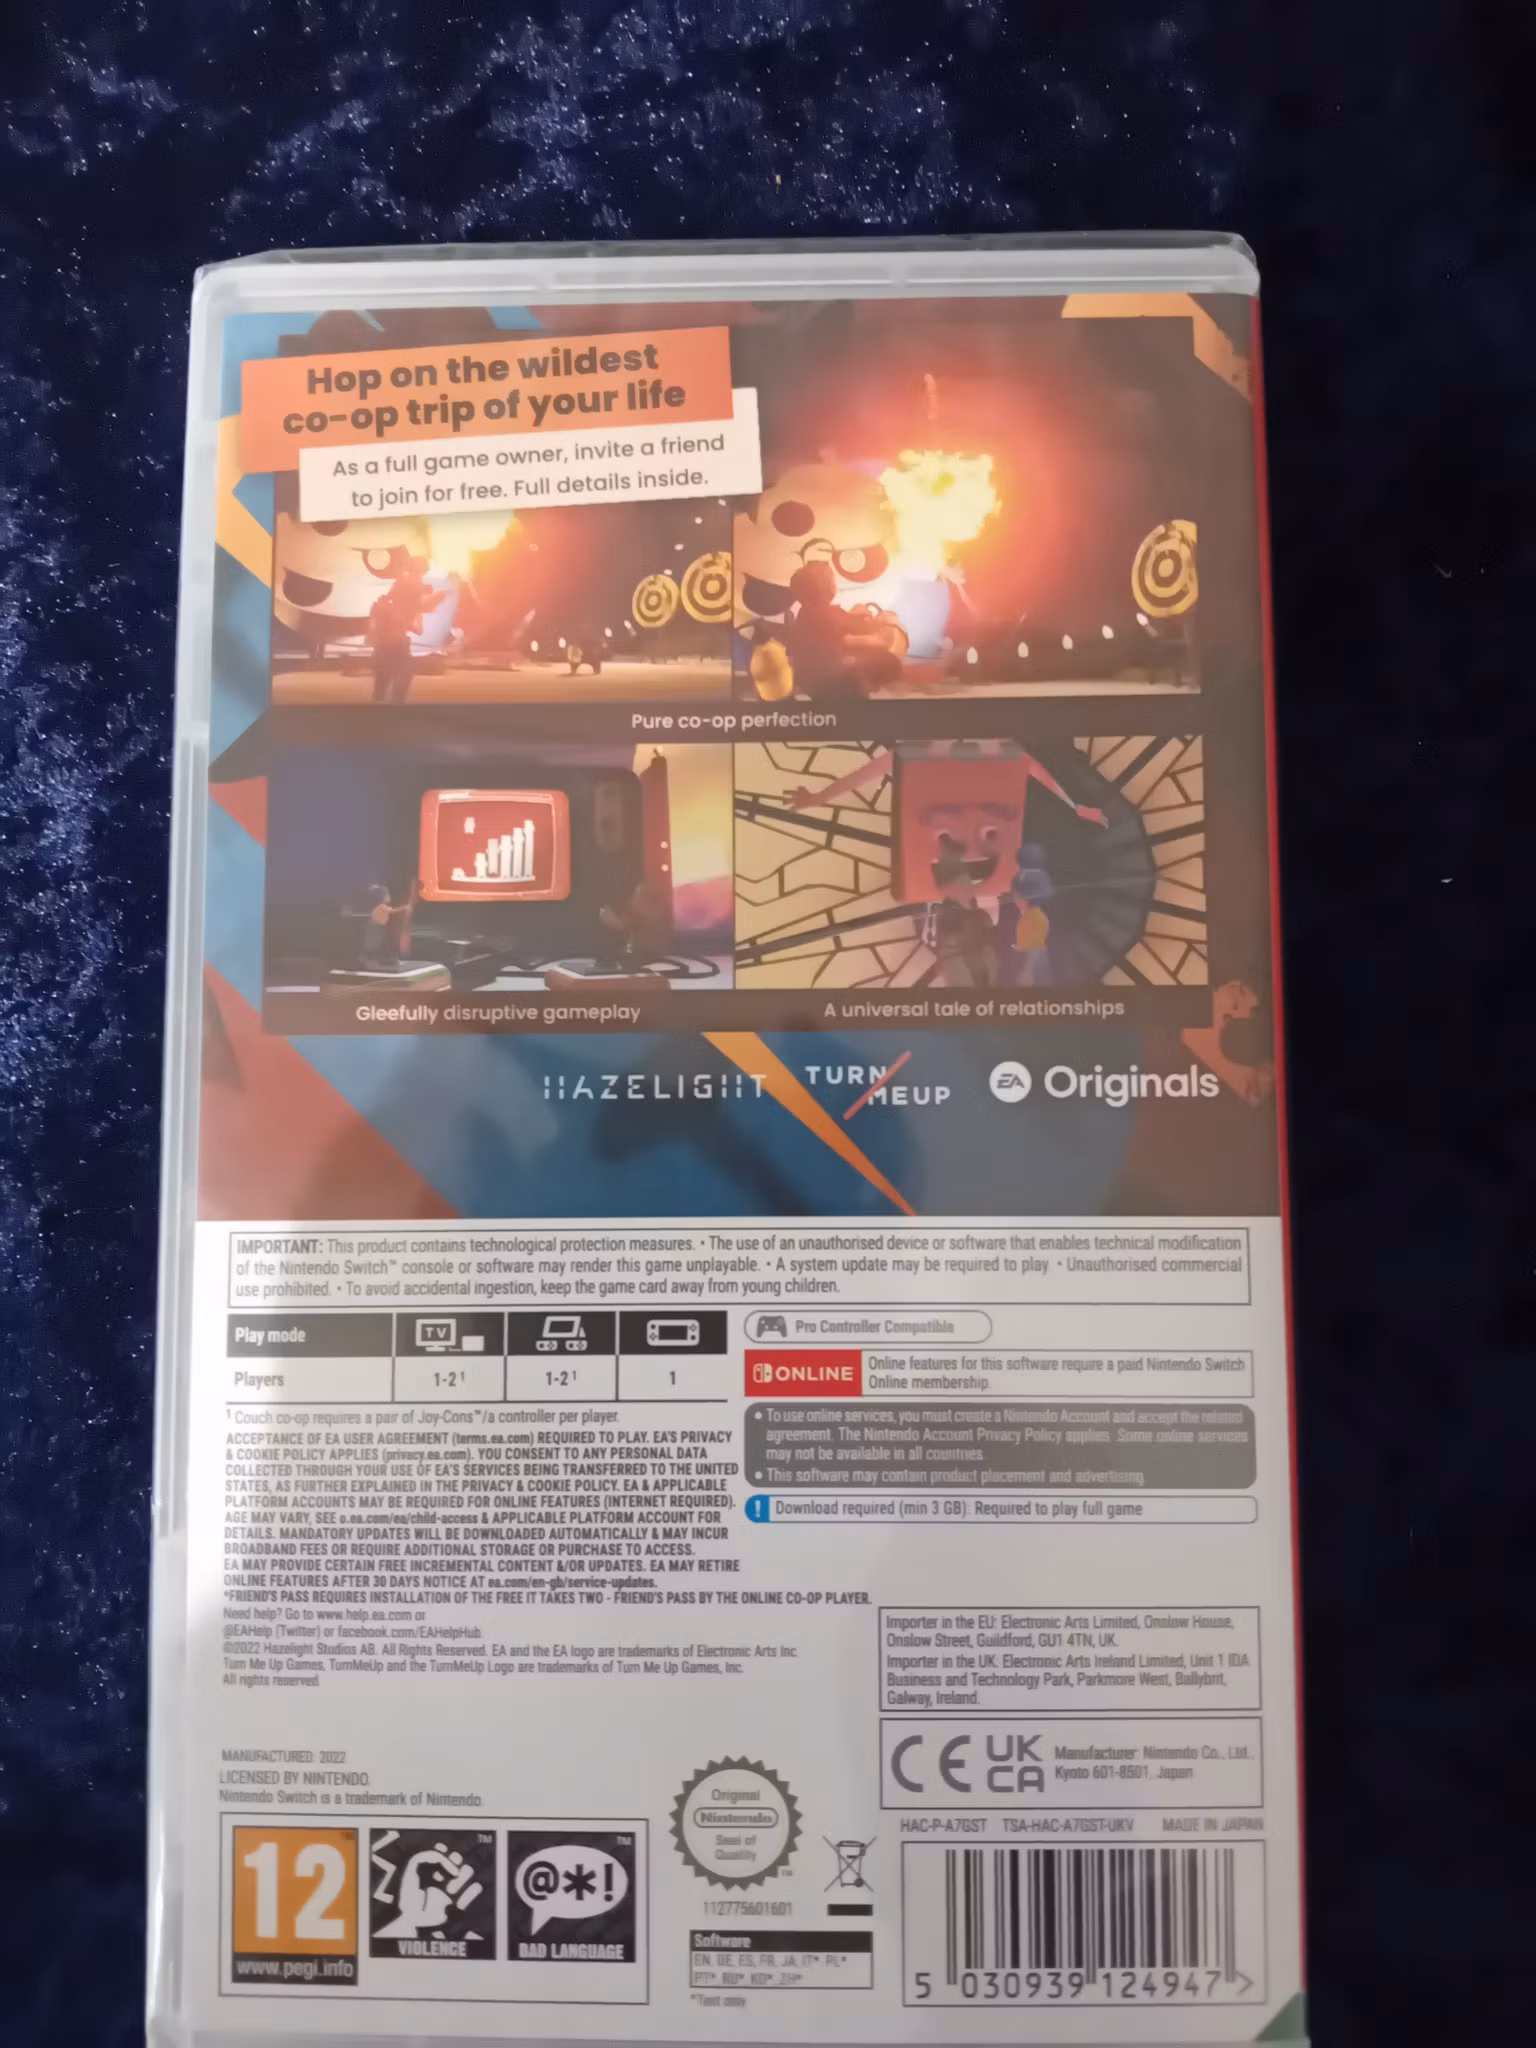 Hop on the wildest
co-op trip of your life
As a full game owner, invite a friend
to join for free. Full details inside.
Pure co-op perfection
Gleefully disruptive gameplay
A universal tale of relationships
HAZELIGHT
TURN
MEUP
EA Originals
IMPORTANT: This product contains technological protection measures. • The use of an unauthorised device or software that enables technical modification
of the Nintendo Switch™ console or software may render this game unplayable. • A system update may be required to play. • Unauthorised commercial
use prohibited. • To avoid accidental ingestion, keep the game card away from young children.
Play mode
TV
Players
1-2¹
1-2¹
1
Pro Controller Compatible
ONLINE
Online features for this software require a paid Nintendo Switch
Online membership.
• To use online services, you must create a Nintendo Account and accept the related
agreement. The Nintendo Account Privacy Policy applies. Some online services
may not be available in all countries.
• This software may contain product placement and advertising.
! Download required (min 3 GB): Required to play full game
¹ Couch co-op requires a pair of Joy-Cons™/a controller per player.
ACCEPTANCE OF EA USER AGREEMENT (terms.ea.com) REQUIRED TO PLAY. EA'S PRIVACY
& COOKIE POLICY APPLIES (privacy.ea.com). YOU CONSENT TO ANY PERSONAL DATA
COLLECTED THROUGH YOUR USE OF EA'S SERVICES BEING TRANSFERRED TO THE UNITED
STATES, AS FURTHER EXPLAINED IN THE PRIVACY & COOKIE POLICY. EA & APPLICABLE
PLATFORM ACCOUNTS MAY BE REQUIRED FOR ONLINE FEATURES (INTERNET REQUIRED).
AGE MAY VARY, SEE o.ea.com/ea/child-access & APPLICABLE PLATFORM ACCOUNT FOR
DETAILS. MANDATORY UPDATES WILL BE DOWNLOADED AUTOMATICALLY & MAY INCUR
BROADBAND FEES OR REQUIRE ADDITIONAL STORAGE OR PURCHASE TO ACCESS.
EA MAY PROVIDE CERTAIN FREE INCREMENTAL CONTENT &/OR UPDATES. EA MAY RETIRE
ONLINE FEATURES AFTER 30 DAYS NOTICE AT ea.com/en-gb/service-updates.
*FRIEND'S PASS REQUIRES INSTALLATION OF THE FREE IT TAKES TWO - FRIEND'S PASS BY THE ONLINE CO-OP PLAYER.
Need help? Go to www.help.ea.com or
@EAHelp (Twitter) or facebook.com/EAHelpHub.
©2022 Hazelight Studios AB. All Rights Reserved. EA and the EA logo are trademarks of Electronic Arts Inc.
Turn Me Up Games, TurnMeUp and the TurnMeUp Logo are trademarks of Turn Me Up Games, Inc.
All rights reserved.
Importer in the EU: Electronic Arts Limited, Onslow House,
Onslow Street, Guildford, GU1 4TN, UK.
Importer in the UK: Electronic Arts Ireland Limited, Unit 1 IDA
Business and Technology Park, Parkmore West, Ballybrit,
Galway, Ireland.
CE UK
CA
Manufacturer: Nintendo Co., Ltd.,
Kyoto 601-8501, Japan
MANUFACTURED: 2022
LICENSED BY NINTENDO.
Nintendo Switch is a trademark of Nintendo.
12™
www.pegi.info
™
VIOLENCE
@*! ™
BAD LANGUAGE
Original
Nintendo
Seal of
Quality
™
112775601601
Software
EN, DE, ES, FR, JA, IT*, PL*
PT*, RU*, KO*, ZH*
*Text only
HAC-P-A7GST TSA-HAC-A7GST-UKV MADE IN JAPAN
5 030939 124947 >